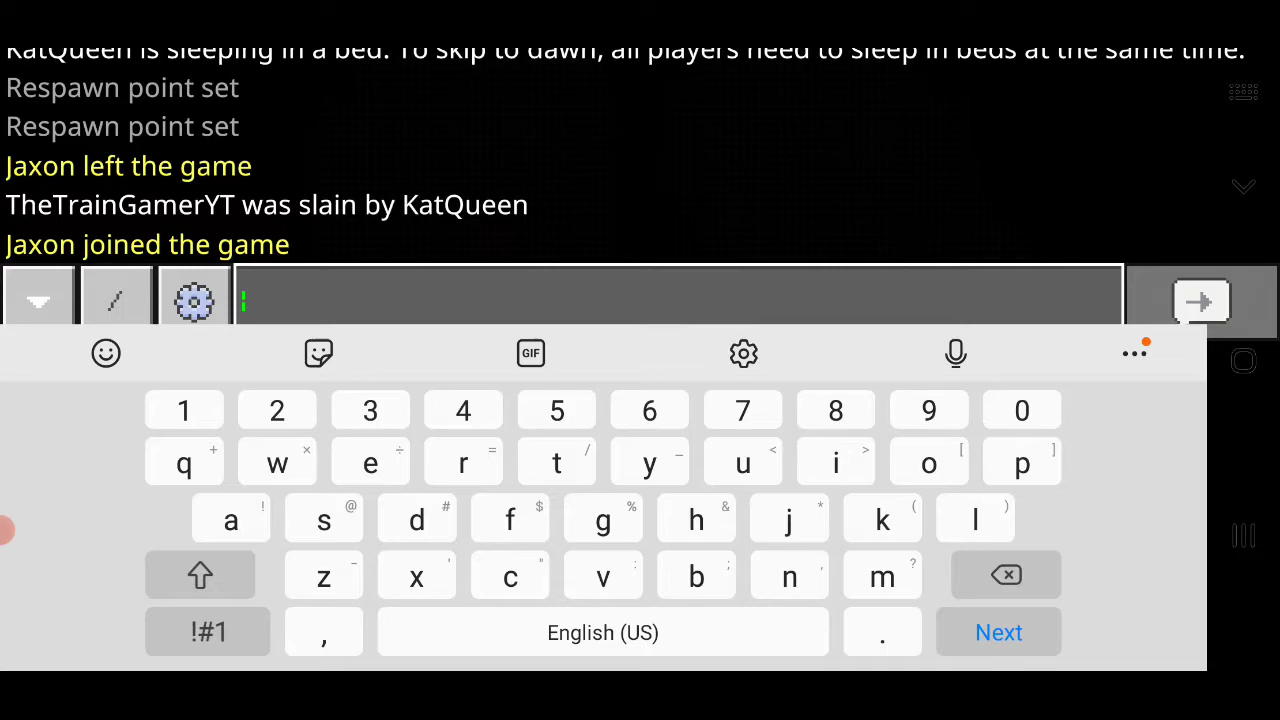 KatQueen is sleeping in a bed. To skip to dawn, all players need to sleep in beds at the same time.
Respawn point set
Respawn point set
Jaxon left the game
TheTrainGamerYT was slain by KatQueen
Jaxon joined the game
/
GIF
1 2 3 4 5 6 7 8 9 0
q + w × e ÷ r = t / y _ u < i > o [ p ]
a ! s @ d # f $ g % h & j * k ( l )
z - x ' c " v : b ; n , m ?
!#1 , English (US) . Next